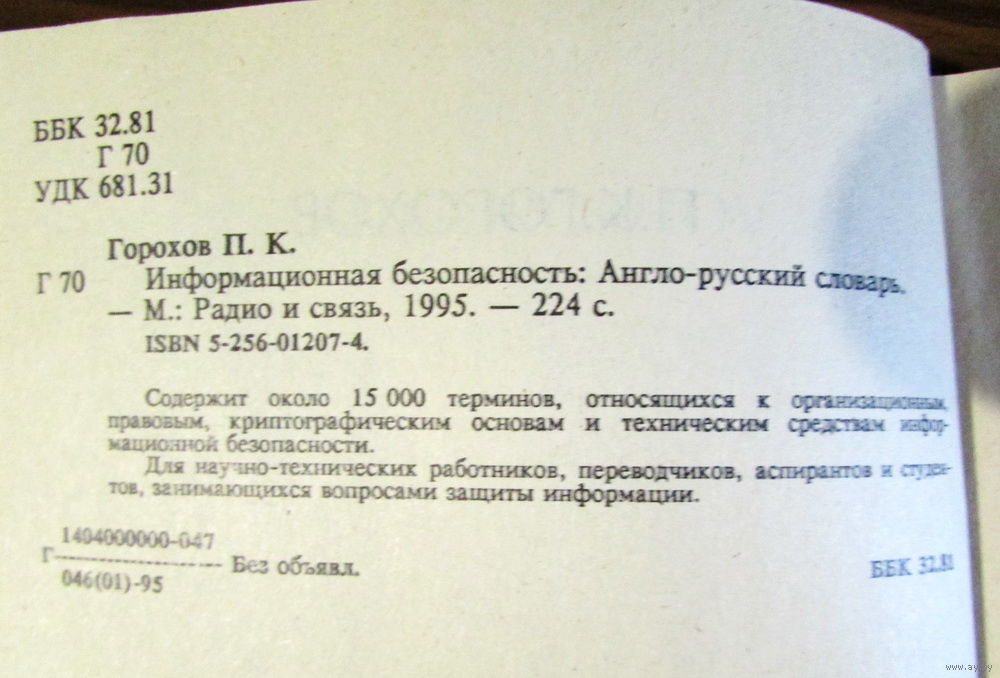 ББК 32.81
Г 70
УДК 681.31
Горохов П. К.
Г 70 Информационная безопасность: Англо-русский словарь.
— М.: Радио и связь, 1995. — 224 с.
ISBN 5-256-01207-4.
Содержит около 15 000 терминов, относящихся к организационным,
правовым, криптографическим основам и техническим средствам инфор-
мационной безопасности.
Для научно-технических работников, переводчиков, аспирантов и студен-
тов, занимающихся вопросами защиты информации.
1404000000-047
Г---------------------- Без объявл.
046(01)-95
ББК 32.81